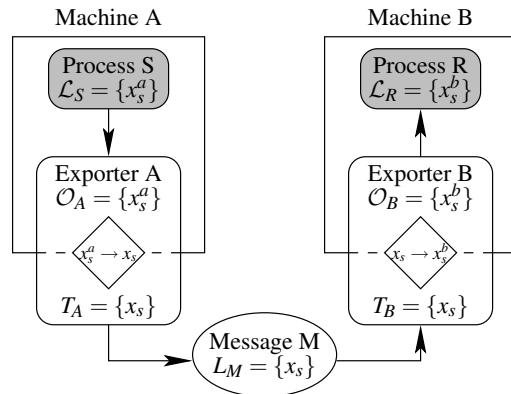 Machine A
Process S
ℒ_S = {x_s^a}
Exporter A
𝒪_A = {x_s^a}
x_s^a → x_s
T_A = {x_s}
Message M
L_M = {x_s}
Machine B
Process R
ℒ_R = {x_s^b}
Exporter B
𝒪_B = {x_s^b}
x_s → x_s^b
T_B = {x_s}